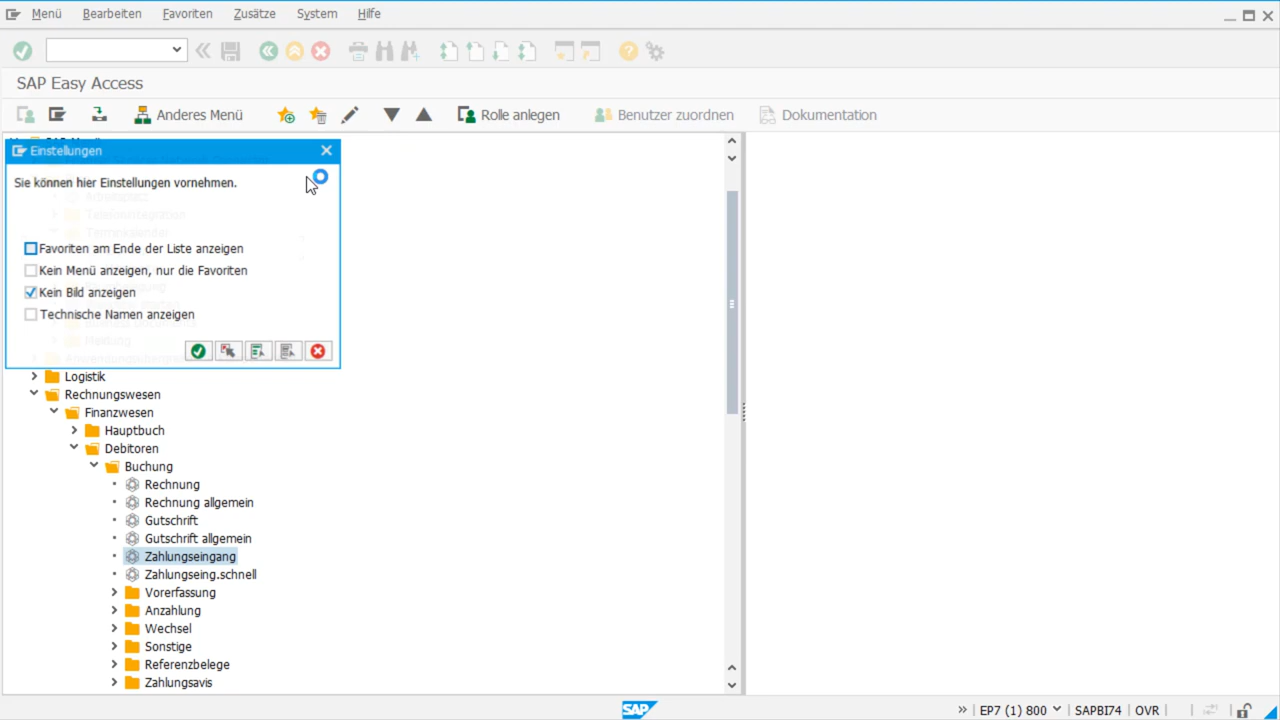 Menü Bearbeiten Favoriten Zusätze System Hilfe
SAP Easy Access
Anderes Menü Rolle anlegen Benutzer zuordnen Dokumentation
Einstellungen
Sie können hier Einstellungen vornehmen.
Favoriten am Ende der Liste anzeigen
Kein Menü anzeigen, nur die Favoriten
Kein Bild anzeigen
Technische Namen anzeigen
Logistik
Rechnungswesen
Finanzwesen
Hauptbuch
Debitoren
Buchung
Rechnung
Rechnung allgemein
Gutschrift
Gutschrift allgemein
Zahlungseingang
Zahlungseing.schnell
Vorerfassung
Anzahlung
Wechsel
Sonstige
Referenzbelege
Zahlungsavis
SAP
EP7 (1) 800 SAPBI74 OVR